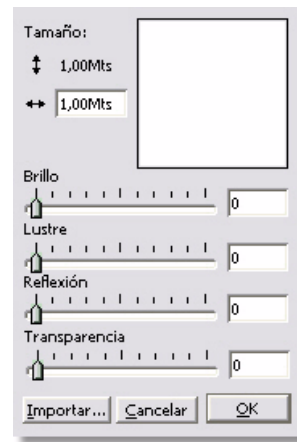 Tamaño:
1,00Mts
1,00Mts
Brillo
0
Lustre
0
Reflexión
0
Transparencia
0
Importar... Cancelar OK